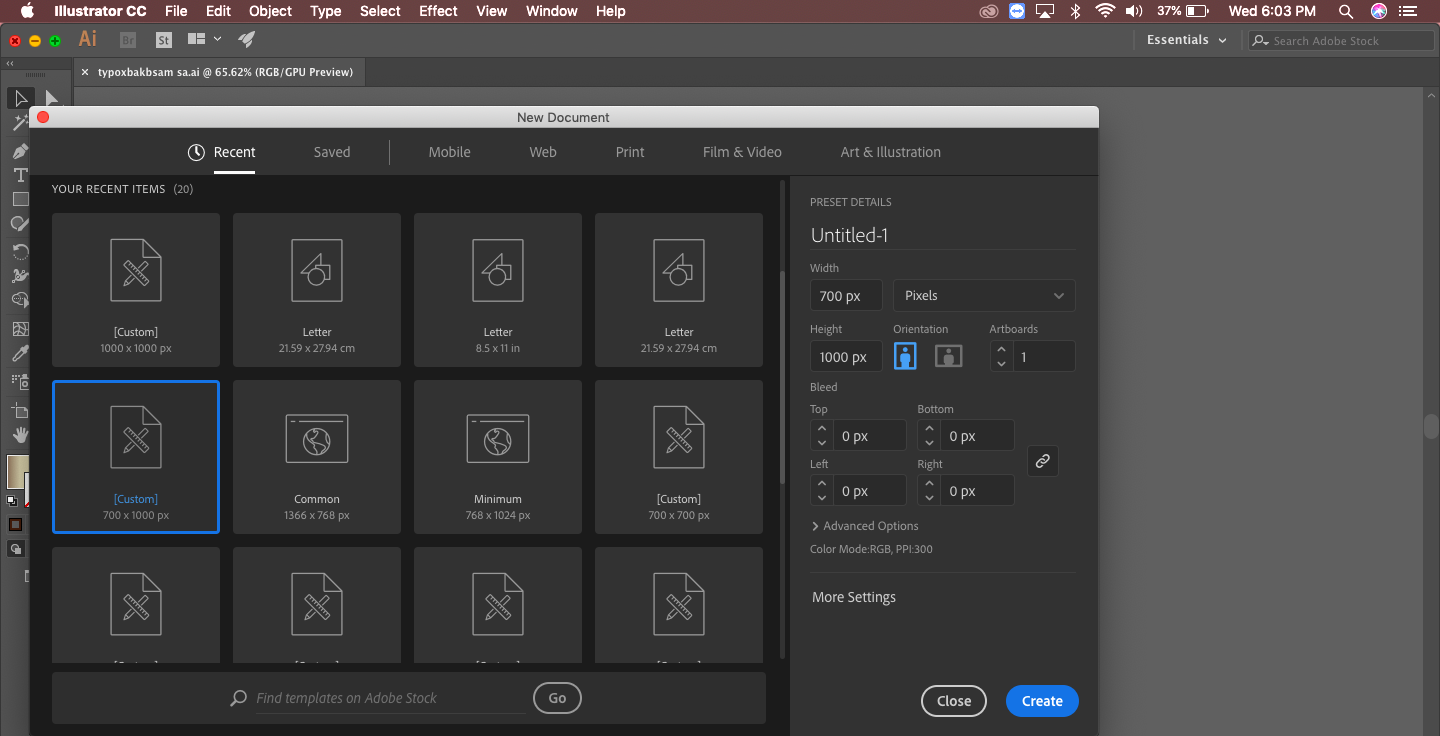 Illustrator CC File Edit Object Type Select Effect View Window Help 37% Wed 6:03 PM
Ai Br St Essentials Search Adobe Stock
× typoxbakbsam sa.ai @ 65.62% (RGB/GPU Preview)
New Document
Recent Saved Mobile Web Print Film & Video Art & Illustration
YOUR RECENT ITEMS (20)
[Custom] Letter Letter Letter
1000 x 1000 px 21.59 x 27.94 cm 8.5 x 11 in 21.59 x 27.94 cm
[Custom] Common Minimum [Custom]
700 x 1000 px 1366 x 768 px 768 x 1024 px 700 x 700 px
Find templates on Adobe Stock Go
PRESET DETAILS
Untitled-1
Width
700 px Pixels
Height Orientation Artboards
1000 px 1
Bleed
Top Bottom
0 px 0 px
Left Right
0 px 0 px
Advanced Options
Color Mode:RGB, PPI:300
More Settings
Close Create